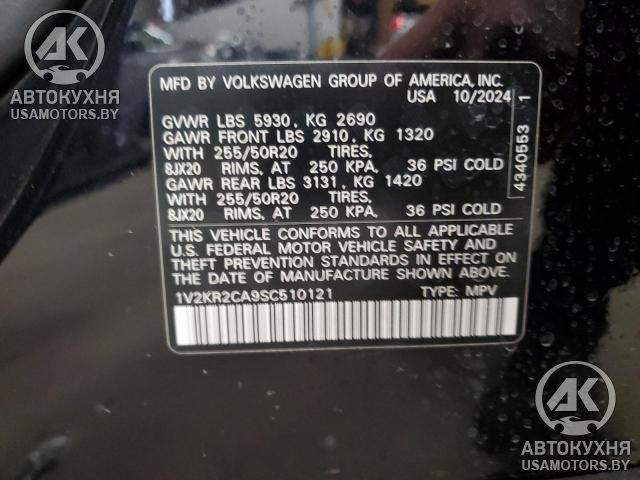 АК
АВТОКУХНЯ
USAMOTORS.BY
MFD BY VOLKSWAGEN GROUP OF AMERICA, INC.
USA 10/2024
GVWR LBS 5930, KG 2690
GAWR FRONT LBS 2910, KG 1320
WITH 255/50R20 TIRES,
8JX20 RIMS, AT 250 KPA, 36 PSI COLD
GAWR REAR LBS 3131, KG 1420
WITH 255/50R20 TIRES,
8JX20 RIMS, AT 250 KPA, 36 PSI COLD
THIS VEHICLE CONFORMS TO ALL APPLICABLE
U.S. FEDERAL MOTOR VEHICLE SAFETY AND
THEFT PREVENTION STANDARDS IN EFFECT ON
THE DATE OF MANUFACTURE SHOWN ABOVE.
1V2KR2CA9SC510121 TYPE: MPV
4340553 1
АК
АВТОКУХНЯ
USAMOTORS.BY